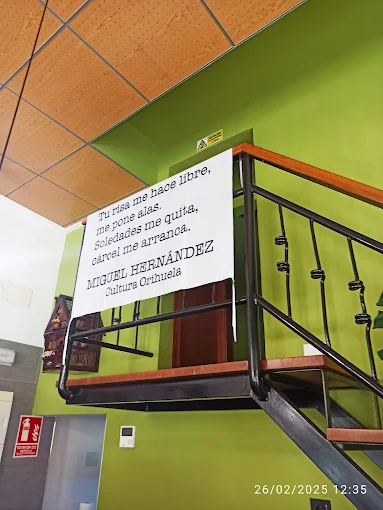 Tu risa me hace libre,
me pone alas.
Soledades me quita,
cárcel me arranca.
MIGUEL HERNÁNDEZ
Cultura Orihuela
26/02/2025 12:35